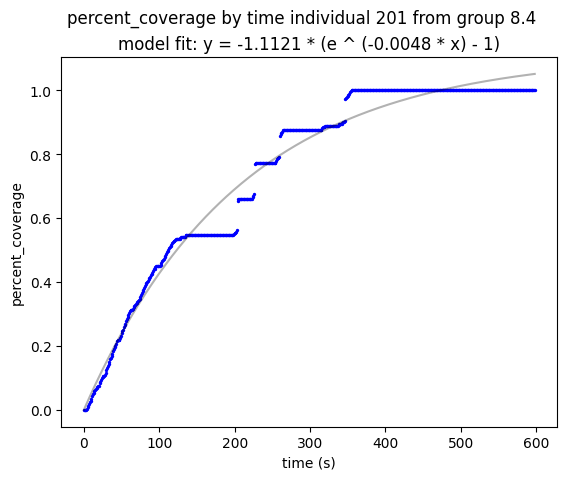 percent_coverage by time individual 201 from group 8.4
model fit: y = -1.1121 * (e ^ (-0.0048 * x) - 1)
1.0
0.8
0.6
0.4
0.2
0.0
percent_coverage
0 100 200 300 400 500 600
time (s)